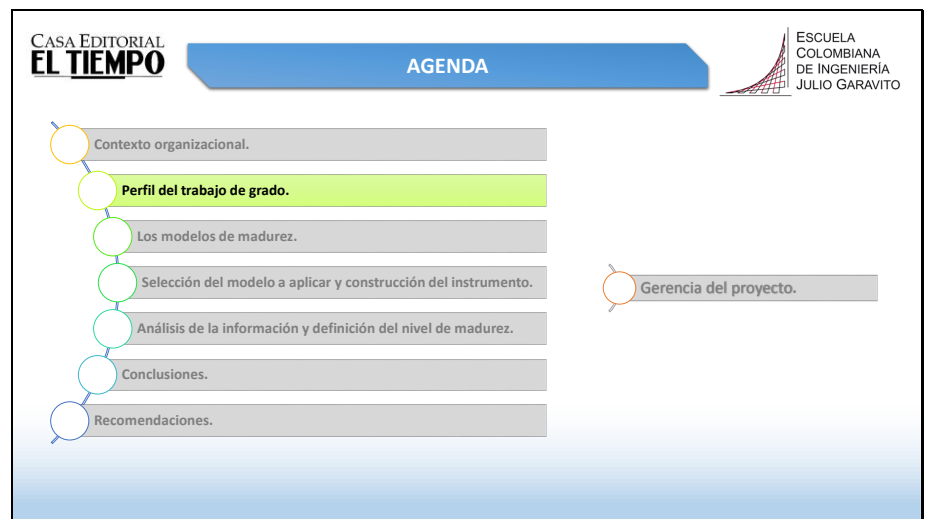 CASA EDITORIAL
EL TIEMPO
AGENDA
ESCUELA
COLOMBIANA
DE INGENIERÍA
JULIO GARAVITO
Contexto organizacional.
Perfil del trabajo de grado.
Los modelos de madurez.
Selección del modelo a aplicar y construcción del instrumento.
Análisis de la información y definición del nivel de madurez.
Conclusiones.
Recomendaciones.
Gerencia del proyecto.